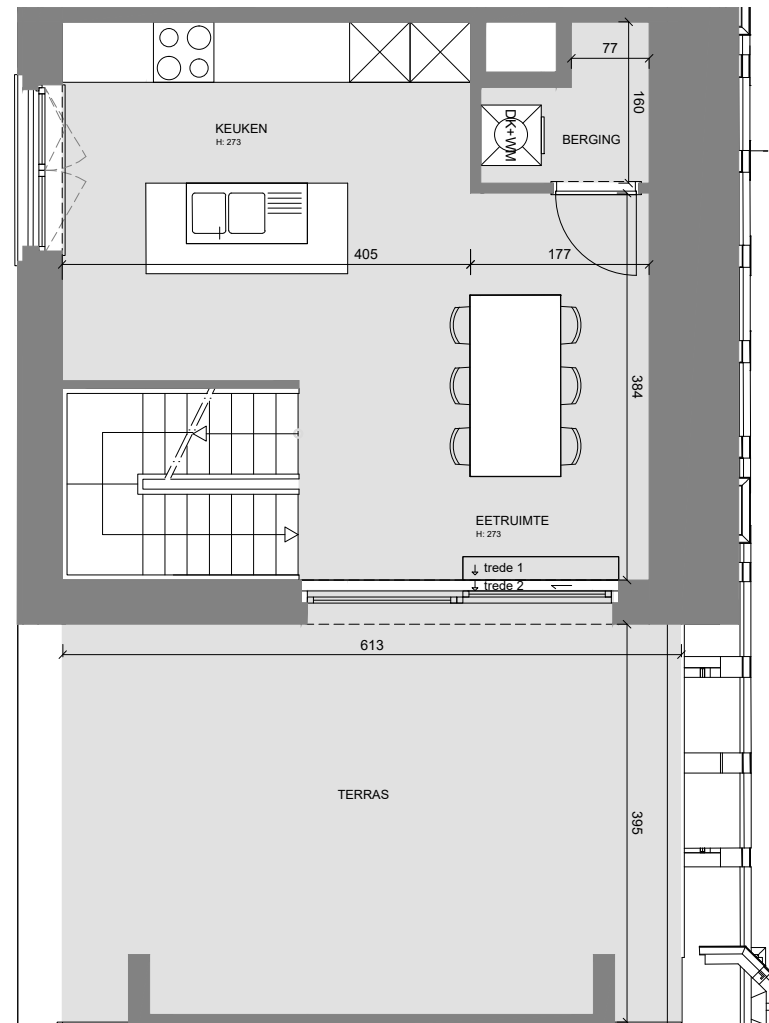 77
160
KEUKEN
H: 273
DK+WM
BERGING
405
177
384
EETRUIMTE
H: 273
trede 1
trede 2
613
TERRAS
395